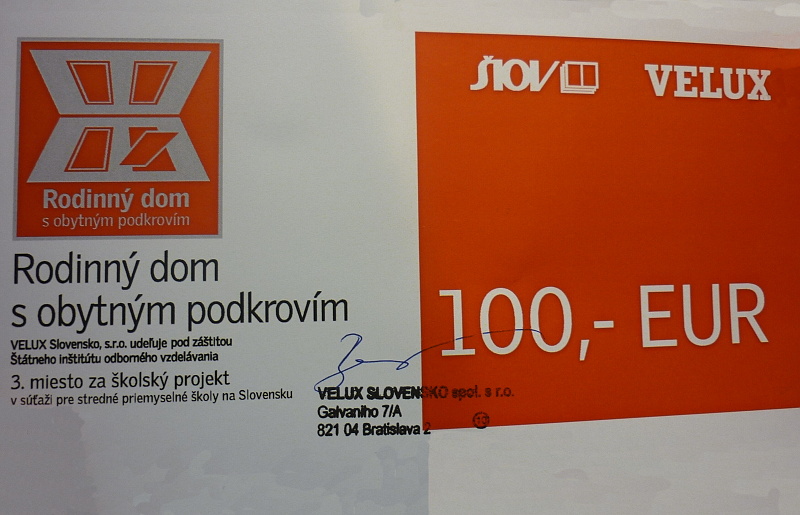 Rodinný dom
s obytným podkrovím
Rodinný dom
s obytným podkrovím
VELUX Slovensko, s.r.o. udeľuje pod záštitou
Štátneho inštitútu odborného vzdelávania
3. miesto za školský projekt
v súťaži pre stredné priemyselné školy na Slovensku
ŠIOV
VELUX
100,- EUR
VELUX SLOVENSKO spol. s r.o.
Galvaniho 7/A
821 04 Bratislava 2
10